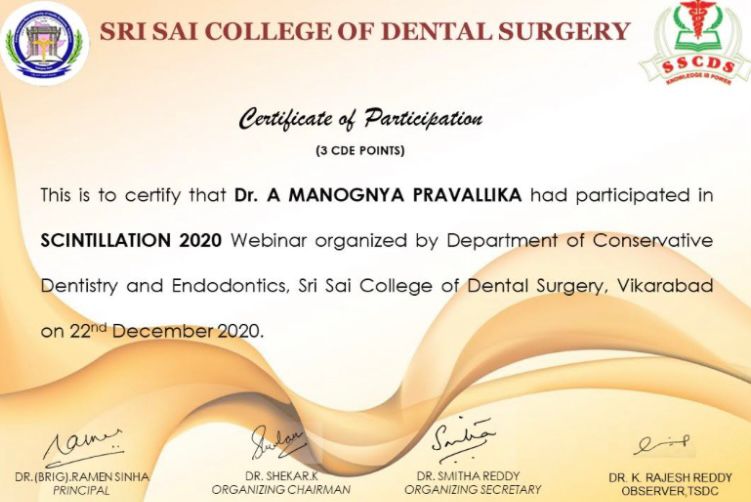 SRI SAI COLLEGE OF DENTAL SURGERY
SSCDS
KNOWLEDGE IS POWER
Certificate of Participation
(3 CDE POINTS)
This is to certify that Dr. A MANOGNYA PRAVALLIKA had participated in
SCINTILLATION 2020 Webinar organized by Department of Conservative
Dentistry and Endodontics, Sri Sai College of Dental Surgery, Vikarabad
on 22nd December 2020.
DR.(BRIG).RAMEN SINHA
PRINCIPAL
DR. SHEKAR.K
ORGANIZING CHAIRMAN
DR. SMITHA REDDY
ORGANIZING SECRETARY
DR. K. RAJESH REDDY
OBSERVER,TSDC